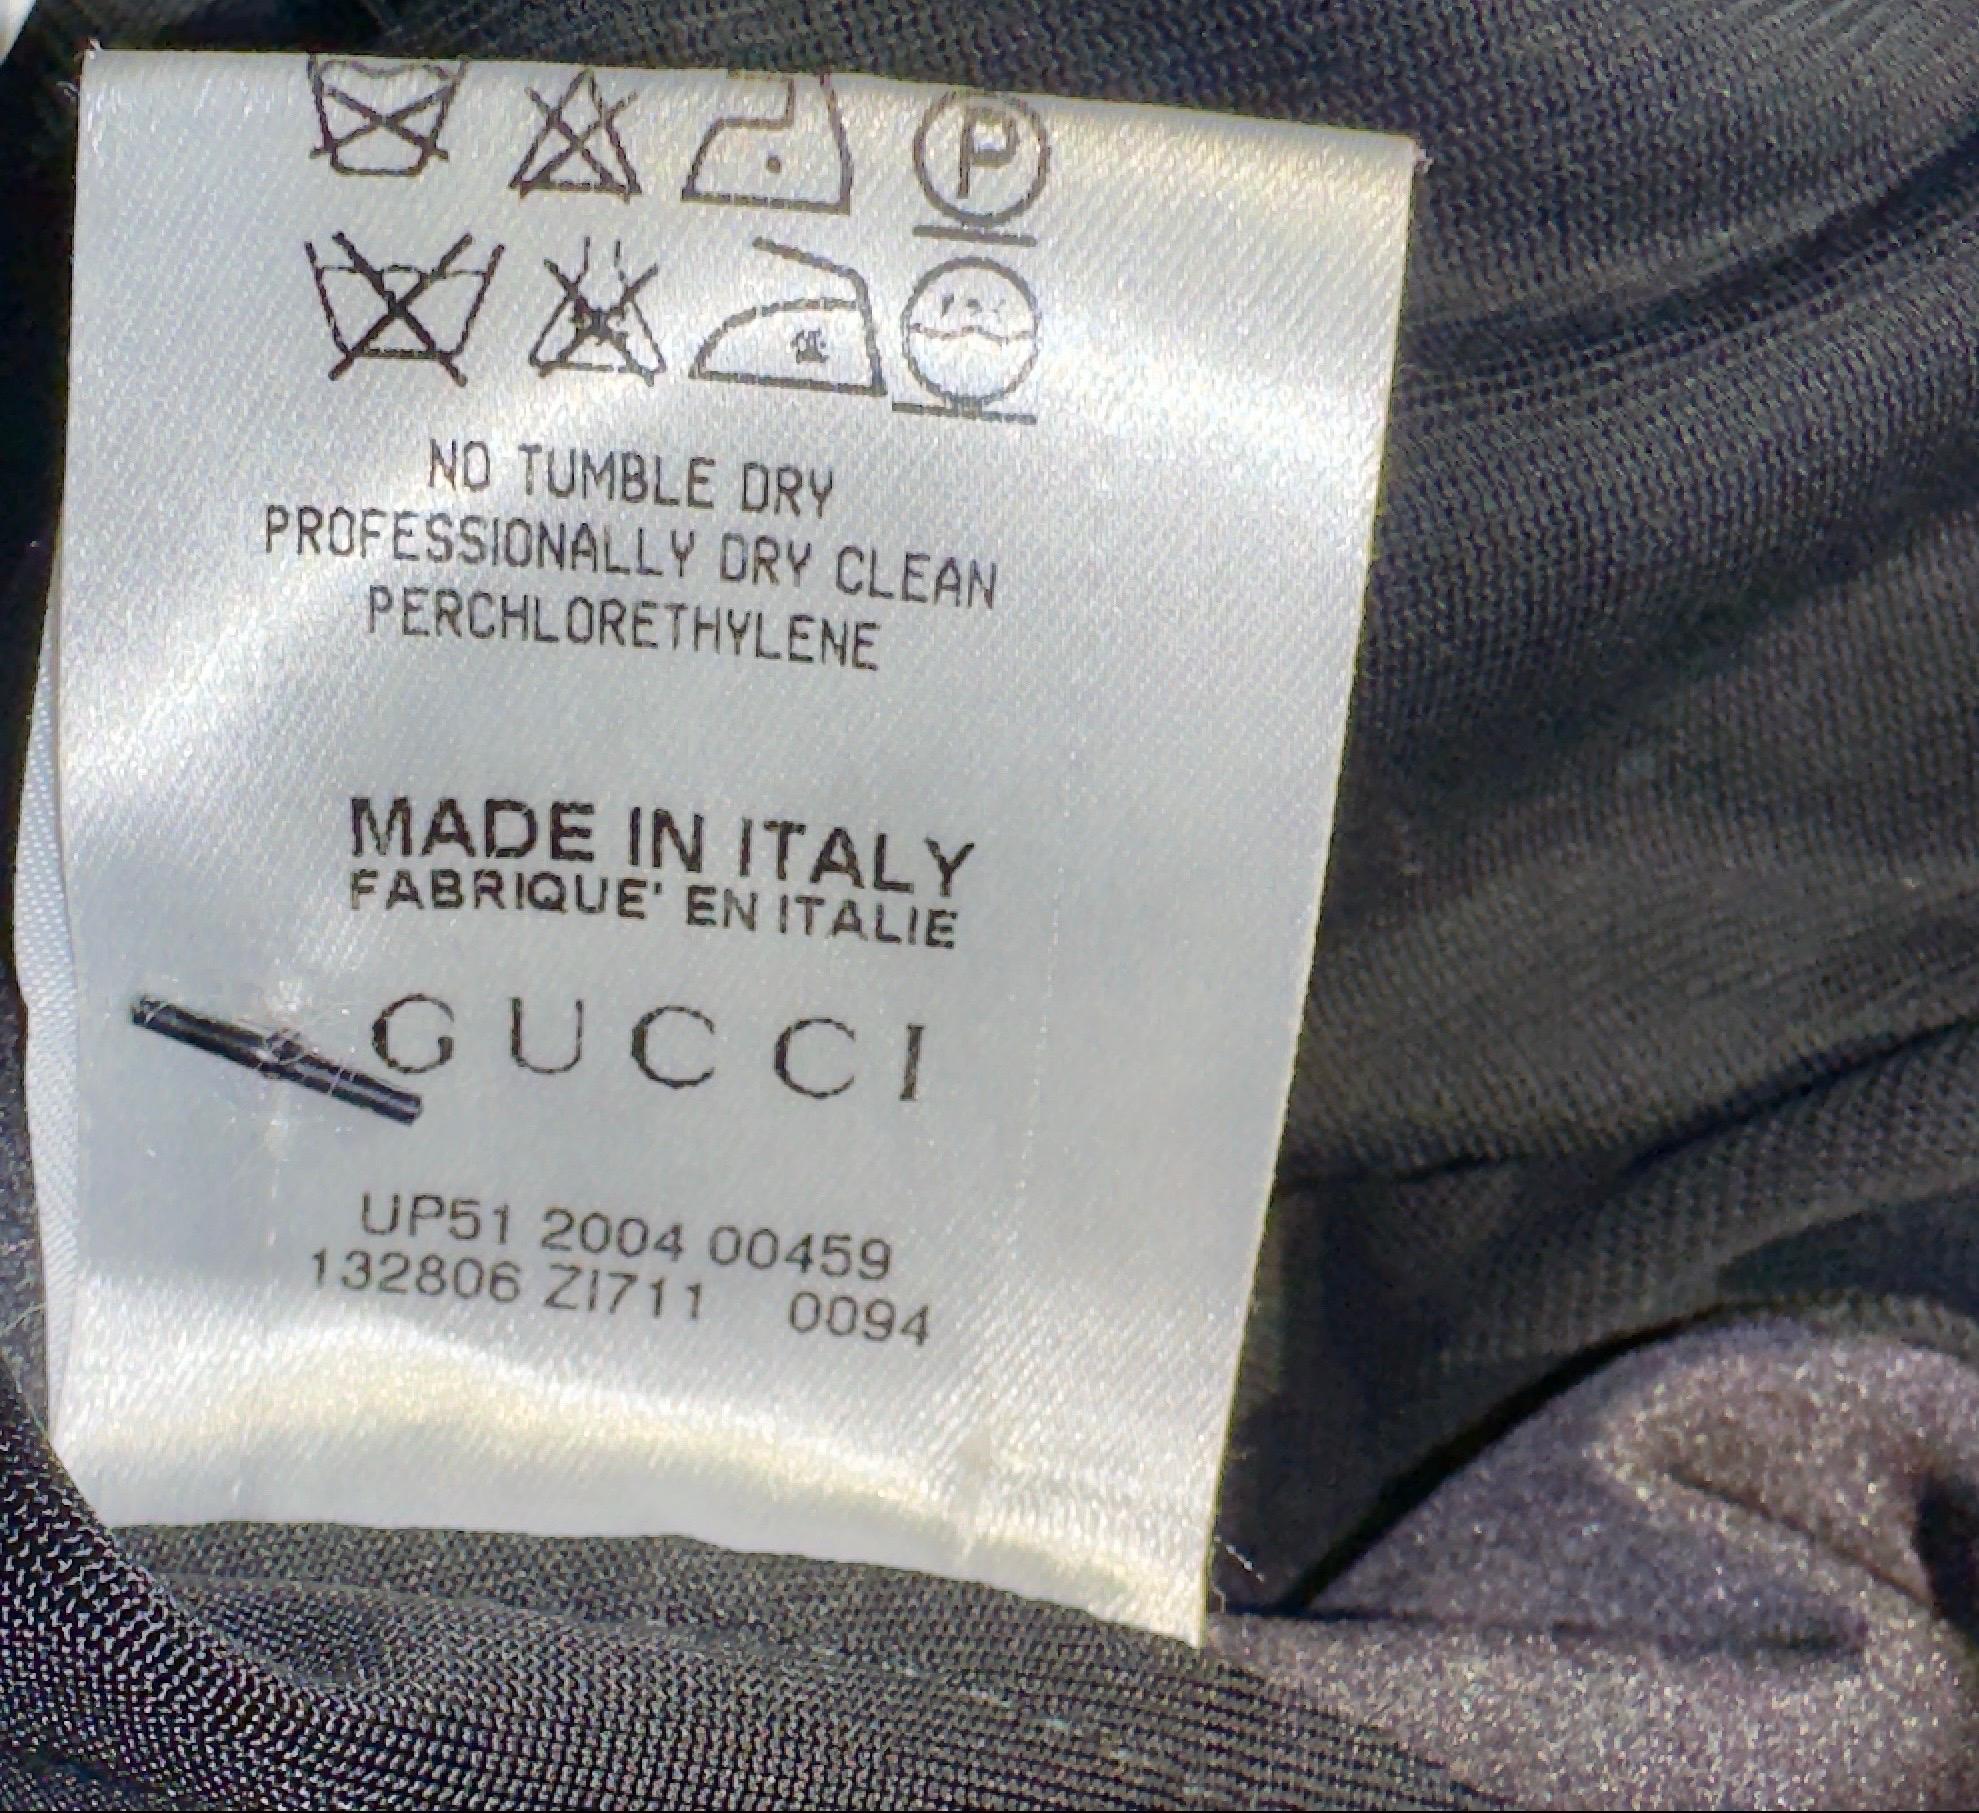 P
NO TUMBLE DRY
PROFESSIONALLY DRY CLEAN
PERCHLORETHYLENE
MADE IN ITALY
FABRIQUE' EN ITALIE
GUCCI
UP51 2004 00459
132806 ZI711 0094